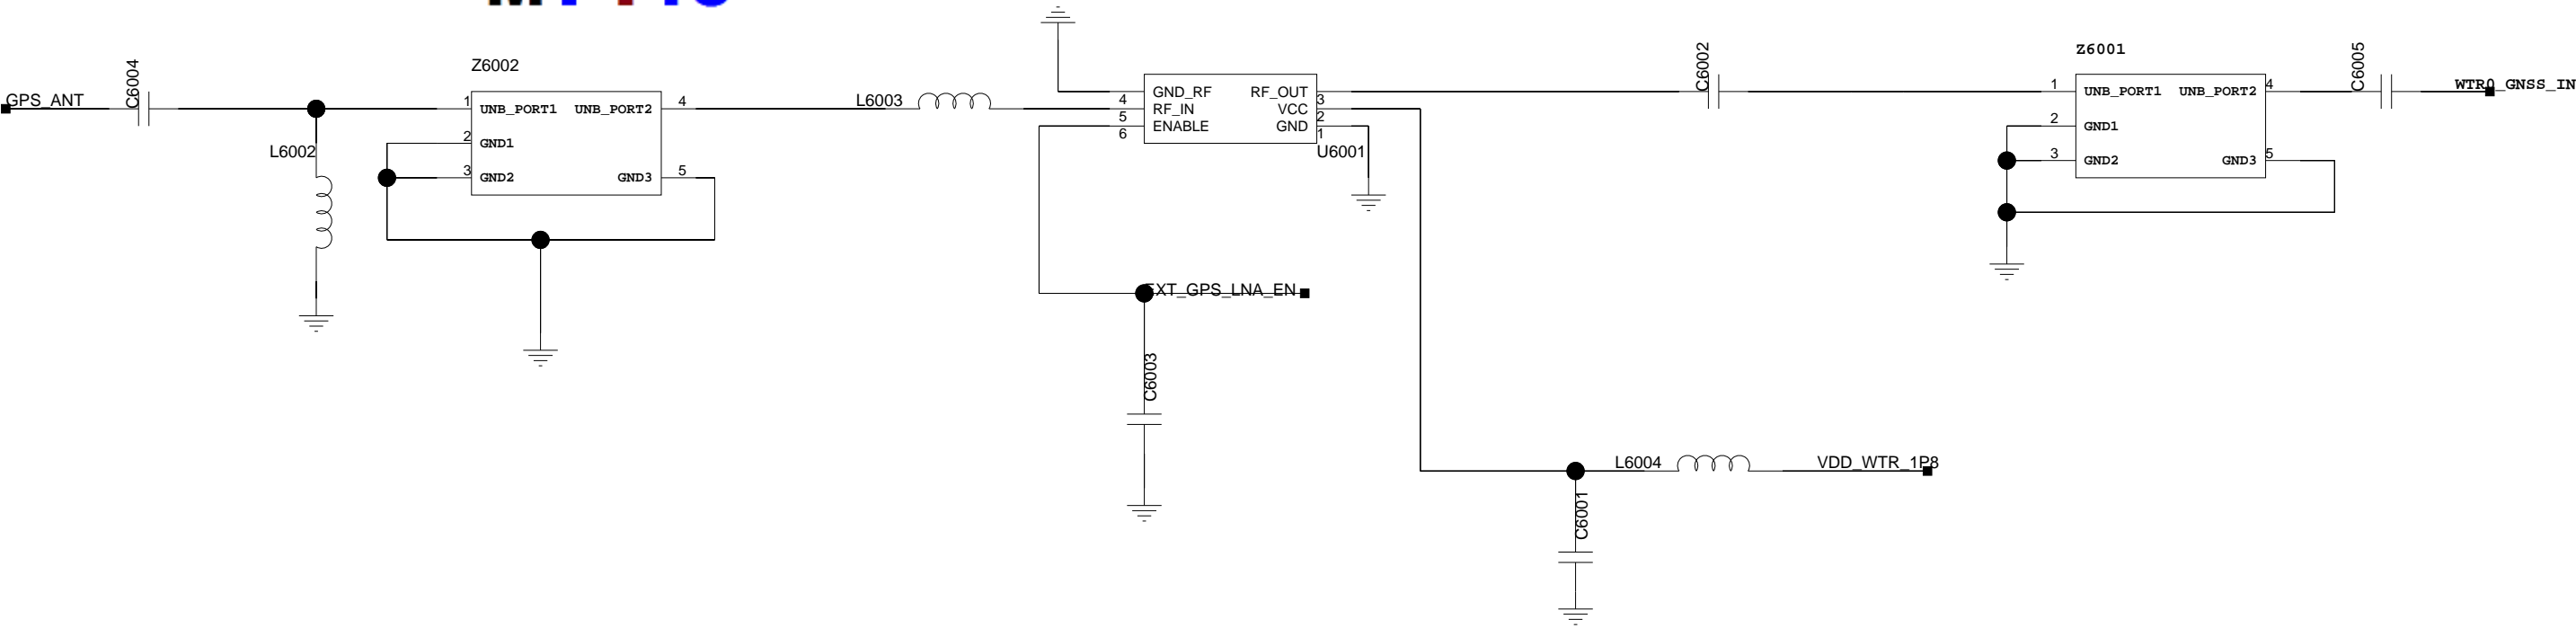 C6004
Z6002
C6002
Z6001
C6005
GPS_ANT
L6003
WTR0_GNSS_IN
1 UNB_PORT1 UNB_PORT2 4
2 GND1
3 GND2 GND3 5
L6002
4 GND_RF RF_OUT 3
5 RF_IN VCC 2
6 ENABLE GND 1
U6001
1 UNB_PORT1 UNB_PORT2 4
2 GND1
3 GND2 GND3 5
EXT_GPS_LNA_EN
C6003
L6004
VDD_WTR_1P8
C6001